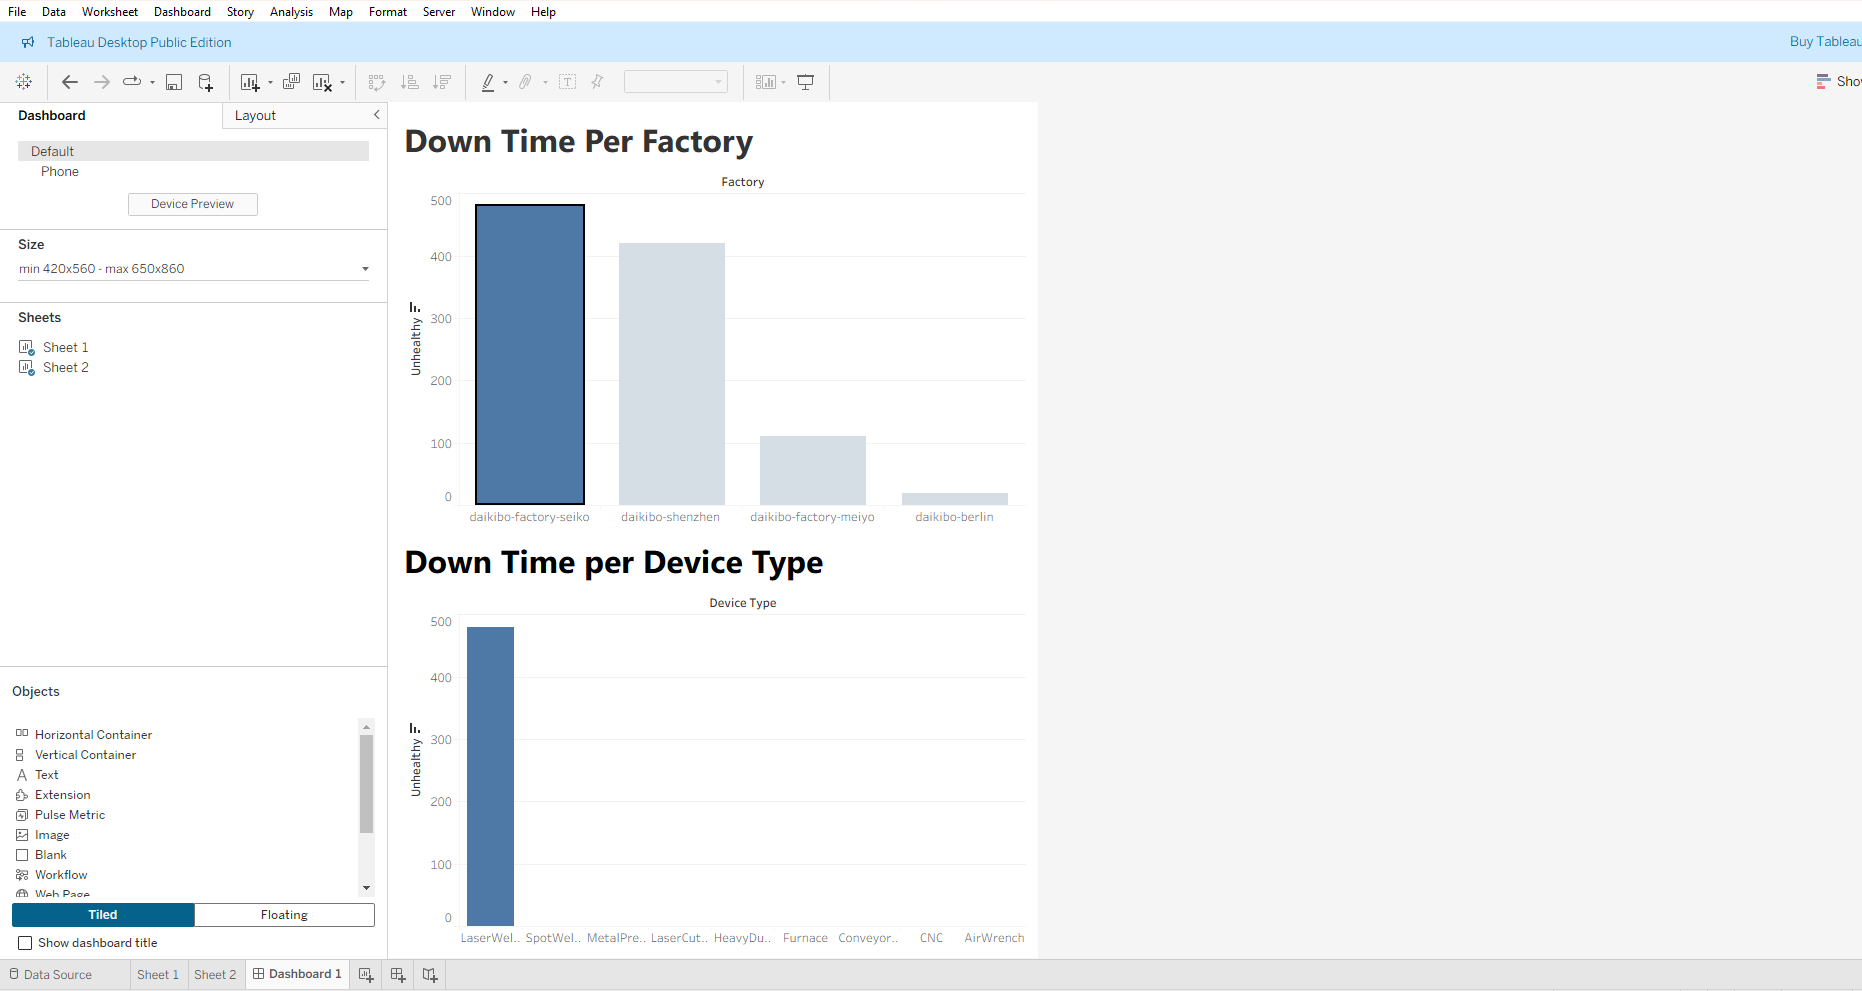 File Data Worksheet Dashboard Story Analysis Map Format Server Window Help
Tableau Desktop Public Edition
Buy Tableau
Show
Dashboard
Layout
Default
Phone
Device Preview
Size
min 420x560 - max 650x860
Sheets
Sheet 1
Sheet 2
Objects
Horizontal Container
Vertical Container
Text
Extension
Pulse Metric
Image
Blank
Workflow
Web Page
Tiled
Floating
Show dashboard title
Down Time Per Factory
Factory
500
400
300
200
100
0
Unhealthy
daikibo-factory-seiko daikibo-shenzhen daikibo-factory-meiyo daikibo-berlin
Down Time per Device Type
Device Type
500
400
300
200
100
0
Unhealthy
LaserWel.. SpotWel.. MetalPre.. LaserCut.. HeavyDu.. Furnace Conveyor.. CNC AirWrench
Data Source Sheet 1 Sheet 2 Dashboard 1